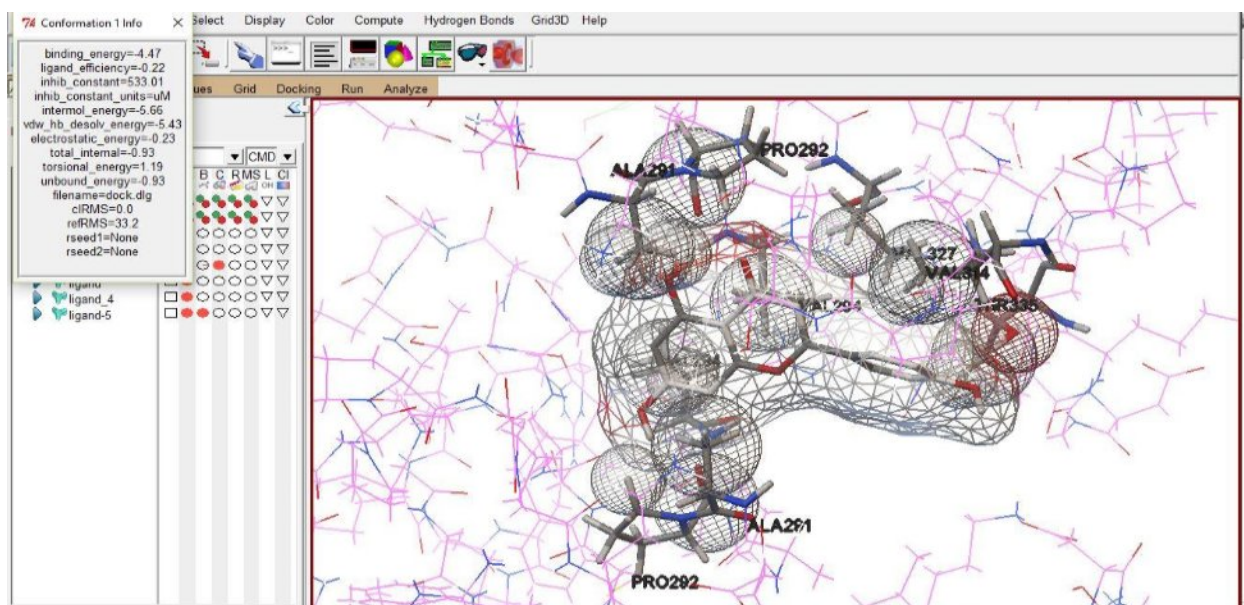 Conformation 1 Info
Select Display Color Compute Hydrogen Bonds Grid3D Help
binding_energy=-4.47
ligand_efficiency=-0.22
inhib_constant=533.01
inhib_constant_units=uM
intermol_energy=-5.66
vdw_hb_desolv_energy=-5.43
electrostatic_energy=-0.23
total_internal=-0.93
torsional_energy=1.19
unbound_energy=-0.93
filename=dock.dlg
clRMS=0.0
refRMS=33.2
rseed1=None
rseed2=None
ues Grid Docking Run Analyze
CMD
B C R MS L Cl
ligand
ligand_4
ligand-5
ALA291
PRO292
327
VAL294
ALA291
PRO292